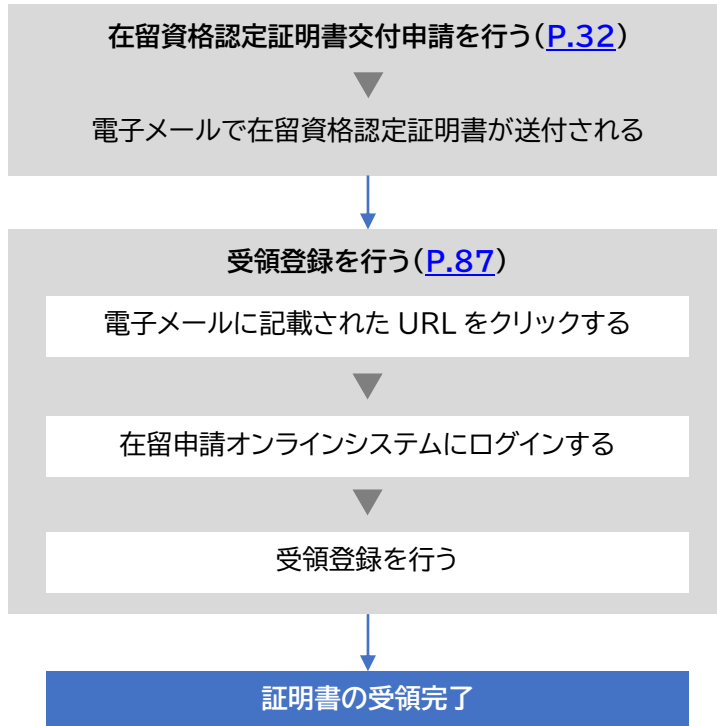 在留資格認定証明書交付申請を行う(P.32)
電子メールで在留資格認定証明書が送付される
受領登録を行う(P.87)
電子メールに記載された URL をクリックする
在留申請オンラインシステムにログインする
受領登録を行う
証明書の受領完了